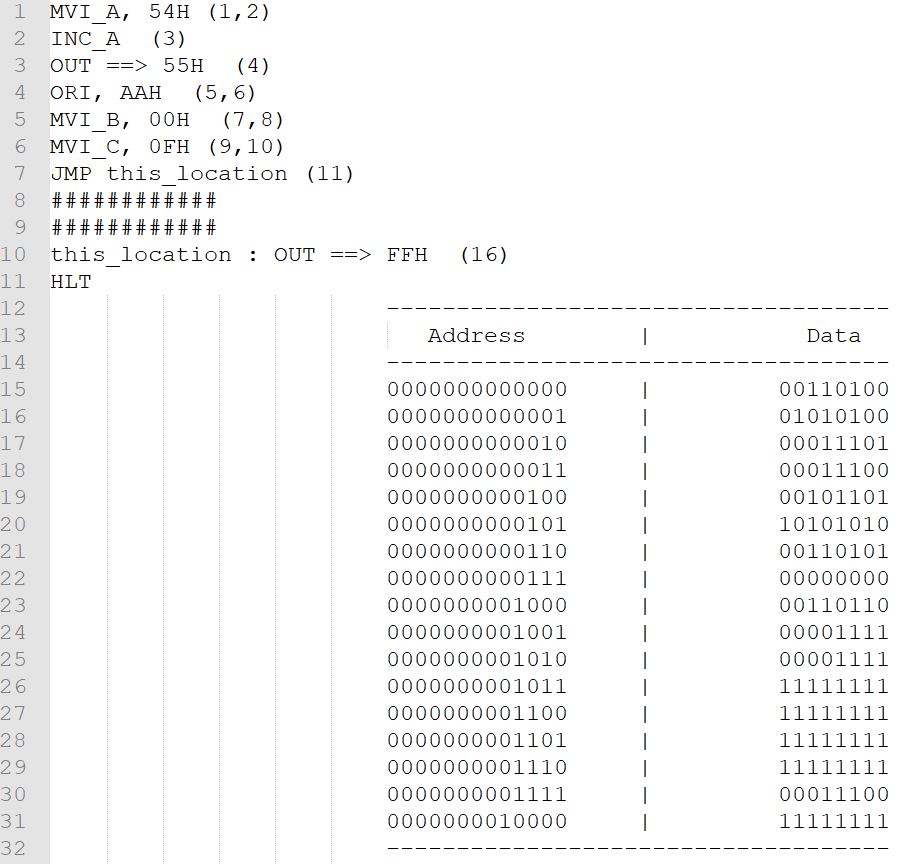 1 MVI_A, 54H (1,2)
2 INC_A  (3)
3 OUT ==> 55H  (4)
4 ORI, AAH  (5,6)
5 MVI_B, 00H  (7,8)
6 MVI_C, 0FH (9,10)
7 JMP this_location (11)
8 ############
9 ############
10 this_location : OUT ==> FFH  (16)
11 HLT
12 ------------------------------------
13 Address | Data
14 ------------------------------------
15 0000000000000 | 00110100
16 0000000000001 | 01010100
17 0000000000010 | 00011101
18 0000000000011 | 00011100
19 0000000000100 | 00101101
20 0000000000101 | 10101010
21 0000000000110 | 00110101
22 0000000000111 | 00000000
23 0000000001000 | 00110110
24 0000000001001 | 00001111
25 0000000001010 | 00001111
26 0000000001011 | 11111111
27 0000000001100 | 11111111
28 0000000001101 | 11111111
29 0000000001110 | 11111111
30 0000000001111 | 00011100
31 0000000010000 | 11111111
32 ------------------------------------